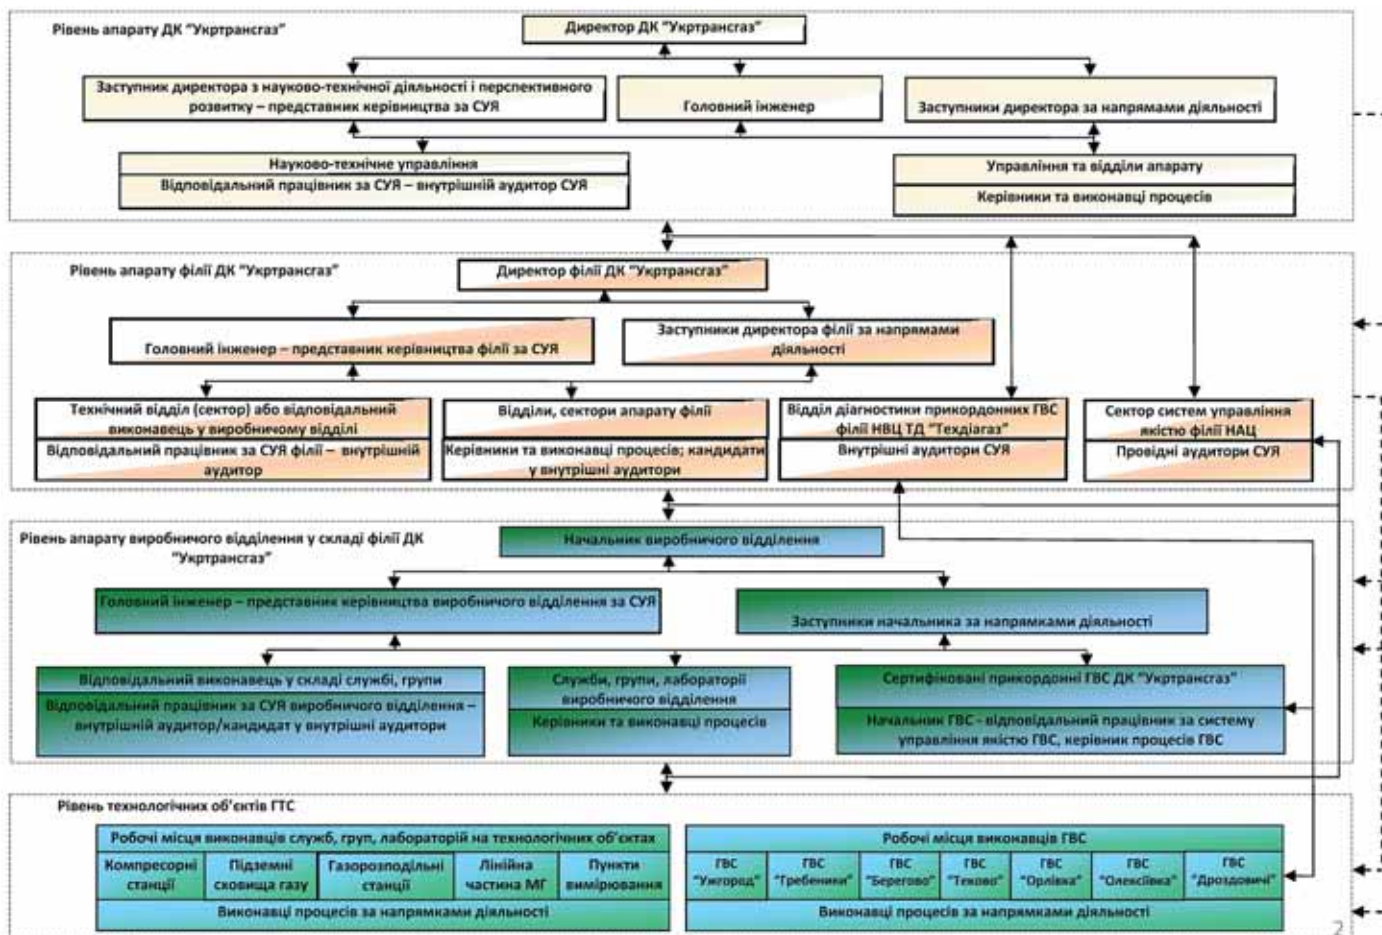 Рівень апарату ДК “Укртрансгаз”
Директор ДК “Укртрансгаз”
Заступник директора з науково-технічної діяльності і перспективного
розвитку – представник керівництва за СУЯ
Головний інженер
Заступники директора за напрямами діяльності
Науково-технічне управління
Відповідальний працівник за СУЯ – внутрішній аудитор СУЯ
Управління та відділи апарату
Керівники та виконавці процесів
Рівень апарату філії ДК “Укртрансгаз”
Директор філії ДК “Укртрансгаз”
Головний інженер – представник керівництва філії за СУЯ
Заступники директора філії за напрямами
діяльності
Технічний відділ (сектор) або відповідальний
виконавець у виробничому відділі
Відповідальний працівник за СУЯ філії – внутрішній
аудитор
Відділи, сектори апарату філії
Керівники та виконавці процесів; кандидати
у внутрішні аудитори
Відділ діагностики прикордонних ГВС
філії НВЦ ТД “Техдіагаз”
Внутрішні аудитори СУЯ
Сектор систем управління
якістю філії НАЦ
Провідні аудитори СУЯ
Рівень апарату виробничого відділення у складі філії ДК
“Укртрансгаз”
Начальник виробничого відділення
Головний інженер – представник керівництва виробничого відділення за СУЯ
Заступники начальника за напрямками діяльності
Відповідальний виконавець у складі служби, групи
Відповідальний працівник за СУЯ виробничого відділення –
внутрішній аудитор/кандидат у внутрішні аудитори
Служби, групи, лабораторії
виробничого відділення
Керівники та виконавці процесів
Сертифіковані прикордонні ГВС ДК “Укртрансгаз”
Начальник ГВС - відповідальний працівник за систему
управління якістю ГВС, керівник процесів ГВС
Рівень технологічних об’єктів ГТС
Робочі місця виконавців служб, груп, лабораторій на технологічних об’єктах
Компресорні
станції
Підземні
сховища газу
Газорозподільні
станції
Лінійна
частина МГ
Пункти
вимірювання
Виконавці процесів за напрямками діяльності
Робочі місця виконавців ГВС
ГВС
“Ужгород”
ГВС
“Гребеники”
ГВС
“Берегово”
ГВС
“Теково”
ГВС
“Орлівка”
ГВС
“Олексіївка”
ГВС
“Дроздовичі”
Виконавці процесів за напрямками діяльності
2